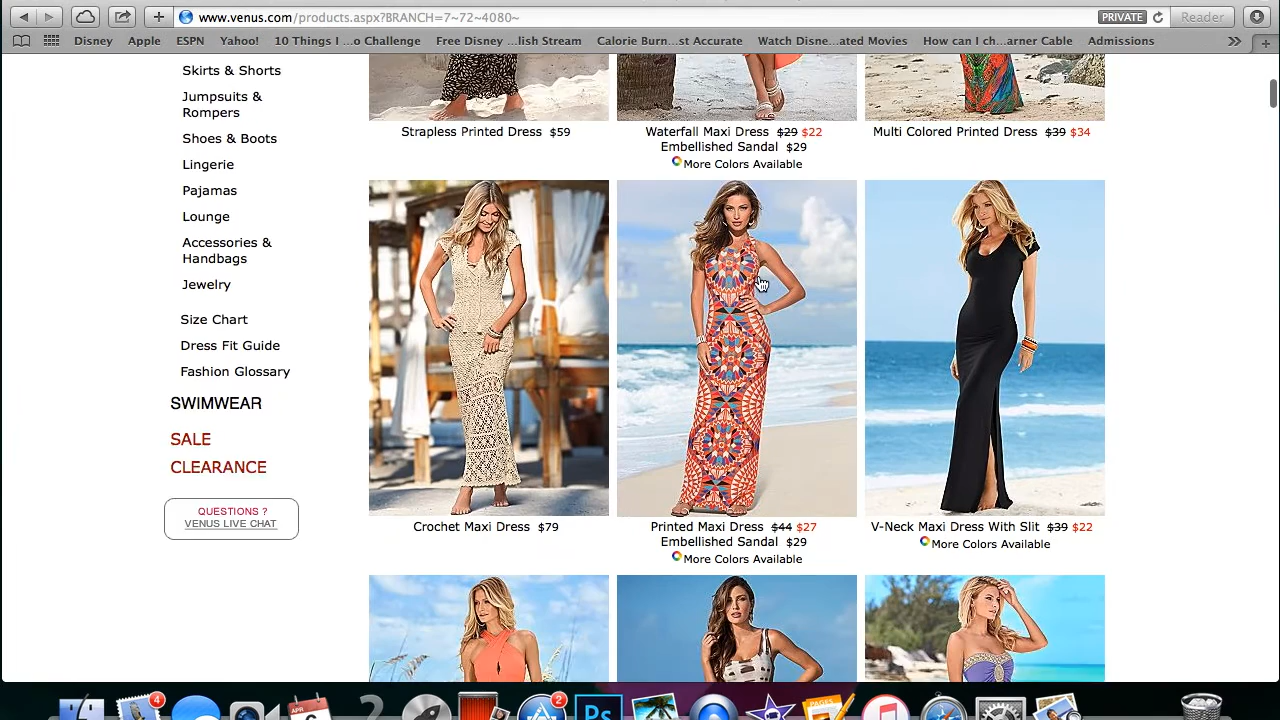 www.venus.com/products.aspx?BRANCH=7~72~4080~
PRIVATE
Reader
Disney Apple ESPN Yahoo! 10 Things I ...o Challenge Free Disney ...lish Stream Calorie Burn...st Accurate Watch Disne...ated Movies How can I ch...arner Cable Admissions
Skirts & Shorts
Jumpsuits &
Rompers
Shoes & Boots
Lingerie
Pajamas
Lounge
Accessories &
Handbags
Jewelry
Size Chart
Dress Fit Guide
Fashion Glossary
SWIMWEAR
SALE
CLEARANCE
QUESTIONS ?
VENUS LIVE CHAT
Strapless Printed Dress $59
Waterfall Maxi Dress $29 $22
Embellished Sandal $29
More Colors Available
Multi Colored Printed Dress $39 $34
Crochet Maxi Dress $79
Printed Maxi Dress $44 $27
Embellished Sandal $29
More Colors Available
V-Neck Maxi Dress With Slit $39 $22
More Colors Available
4
APR
2
Ps
PAGES